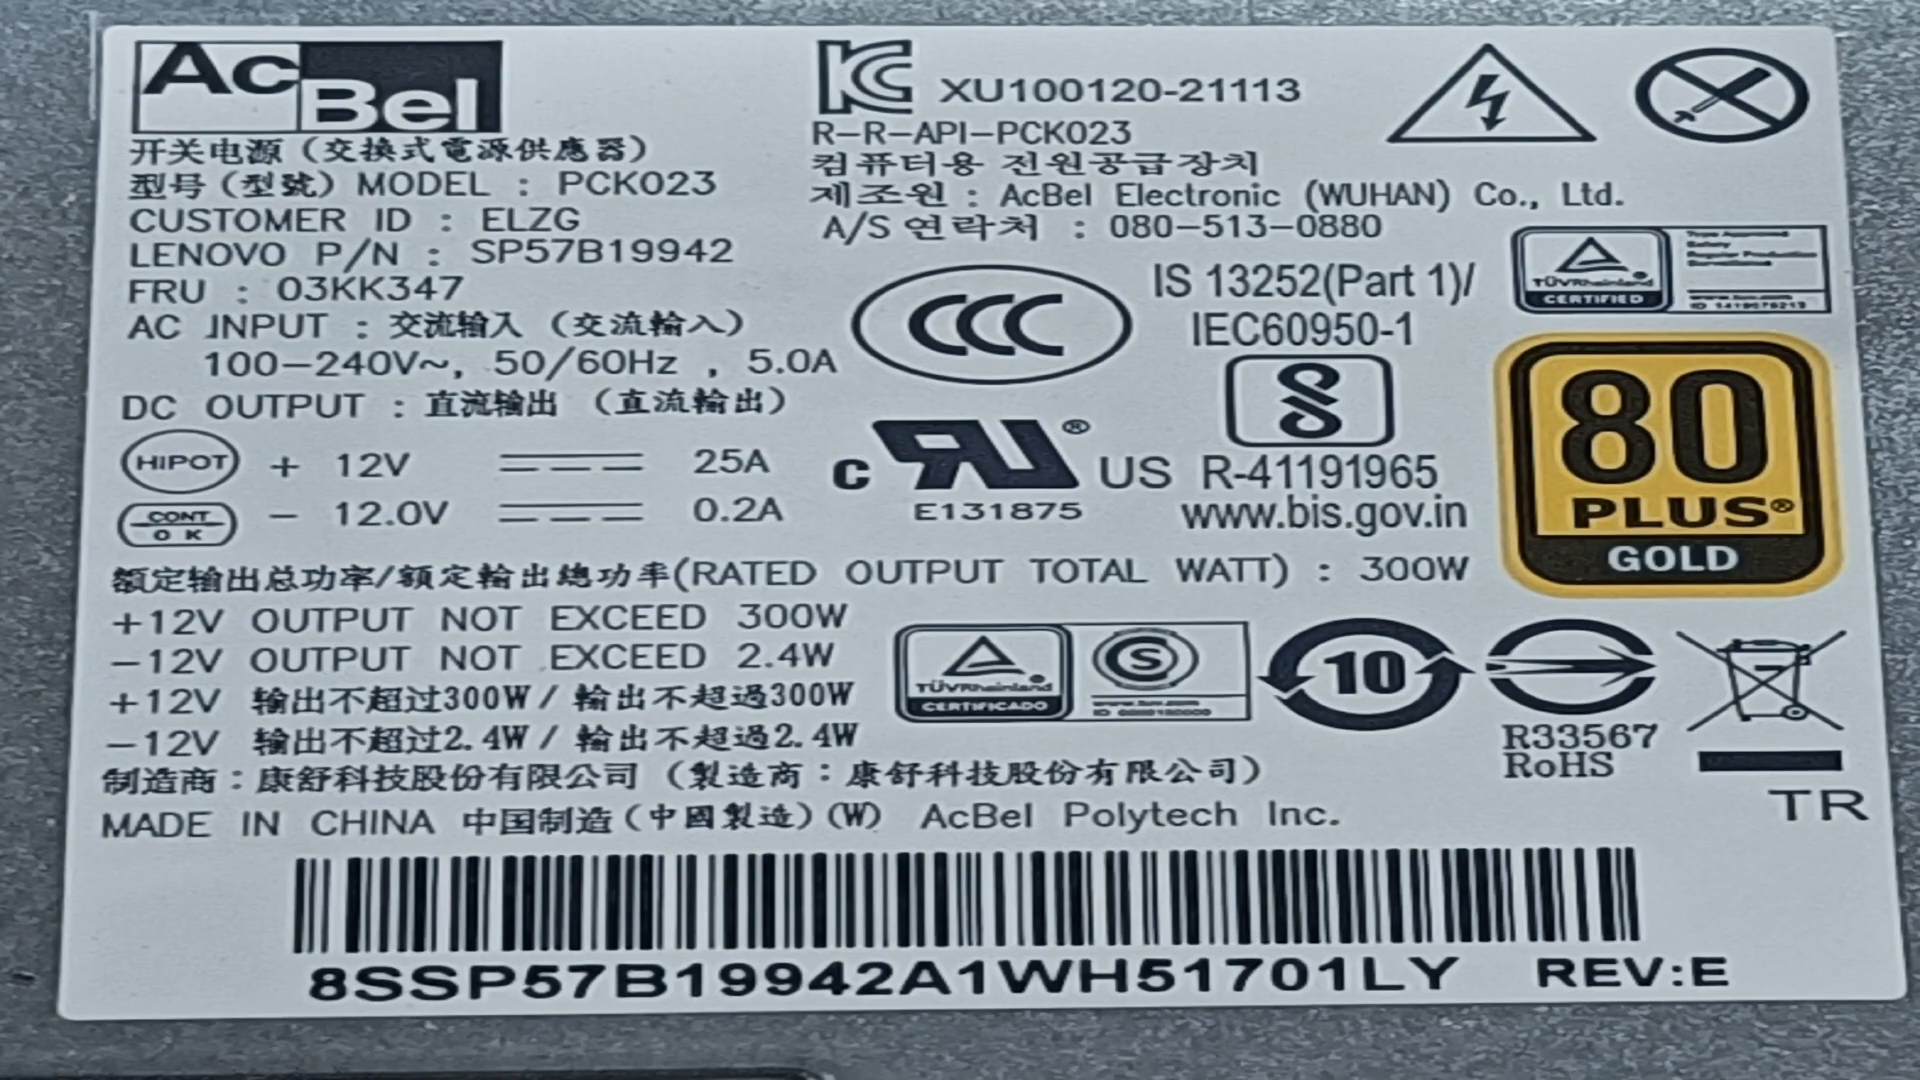 AcBel
开关电源（交換式電源供應器）
型号（型號）MODEL : PCK023
CUSTOMER ID : ELZG
LENOVO P/N : SP57B19942
FRU : 03KK347
AC INPUT : 交流输入（交流輸入）
100-240V~, 50/60Hz , 5.0A
DC OUTPUT : 直流输出（直流輸出）
HIPOT + 12V 25A
CONT OK - 12.0V 0.2A
XU100120-21113
R-R-API-PCK023
컴퓨터용 전원공급장치
제조원 : AcBel Electronic (WUHAN) Co., Ltd.
A/S 연락처 : 080-513-0880
CCC
IS 13252(Part 1)/
IEC60950-1
c RU ® US
E131875
R-41191965
www.bis.gov.in
TÜVRheinland
CERTIFIED
Type Approved
Safety
Regular Production
Surveillance
80
PLUS®
GOLD
额定输出总功率/額定輸出總功率(RATED OUTPUT TOTAL WATT) : 300W
+12V OUTPUT NOT EXCEED 300W
-12V OUTPUT NOT EXCEED 2.4W
+12V 输出不超过300W / 輸出不超過300W
-12V 输出不超过2.4W / 輸出不超過2.4W
TÜVRheinland
CERTIFICADO
S
10
R33567
RoHS
TR
制造商：康舒科技股份有限公司（製造商：康舒科技股份有限公司）
MADE IN CHINA 中国制造（中國製造）(W) AcBel Polytech Inc.
8SSP57B19942A1WH51701LY REV:E